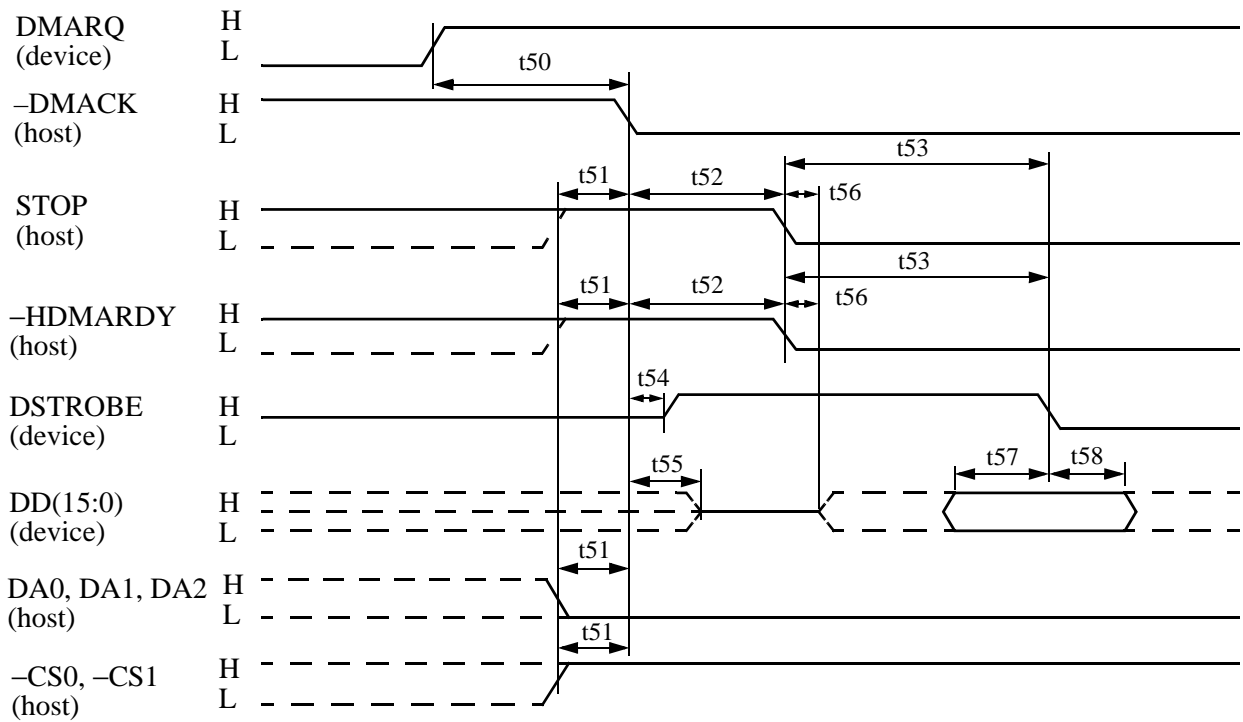 DMARQ H
(device) L
t50
–DMACK H
(host) L
t53
t51 t52 t56
STOP H
(host) L
t53
t51 t52 t56
–HDMARDY H
(host) L
t54
DSTROBE H
(device) L
t55 t57 t58
DD(15:0) H
(device) L
t51
DA0, DA1, DA2 H
(host) L
t51
–CS0, –CS1 H
(host) L